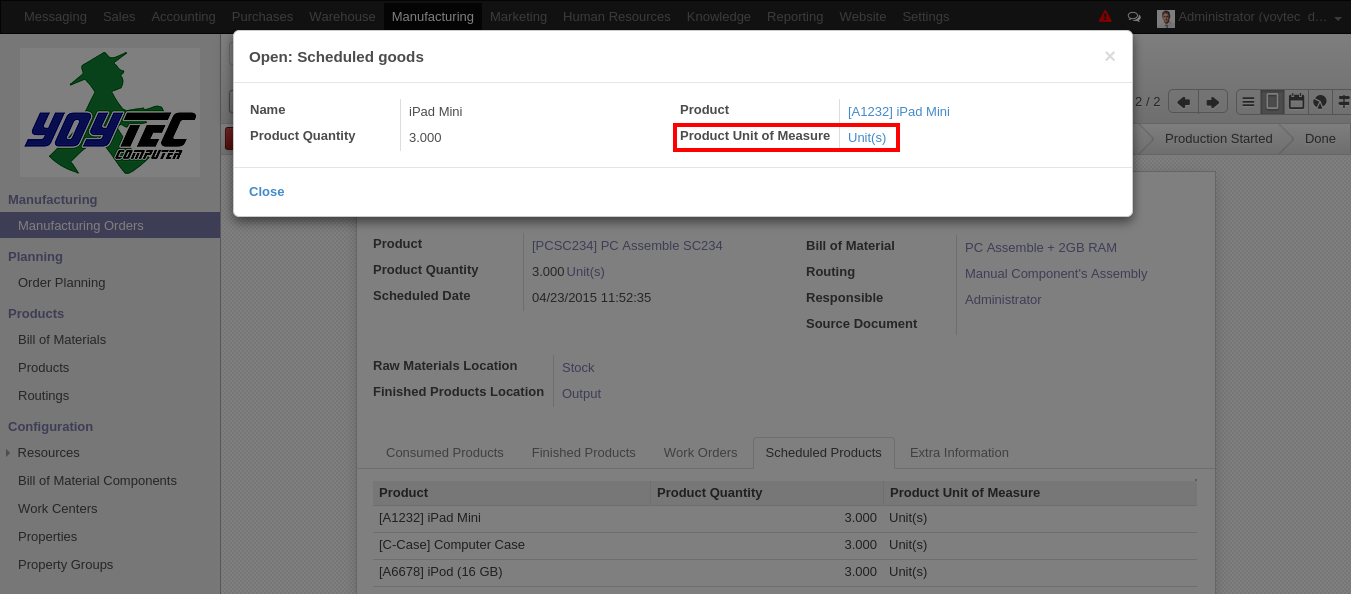 Messaging Sales Accounting Purchases Warehouse Manufacturing Marketing Human Resources Knowledge Reporting Website Settings Administrator (yoytec_d...
Open: Scheduled goods ×
Name iPad Mini Product [A1232] iPad Mini
Product Quantity 3.000 Product Unit of Measure Unit(s)
Close
2 / 2
Production Started Done
YOYTEC
COMPUTER
Manufacturing
Manufacturing Orders
Planning
Order Planning
Products
Bill of Materials
Products
Routings
Configuration
Resources
Bill of Material Components
Work Centers
Properties
Property Groups
Product [PCSC234] PC Assemble SC234 Bill of Material PC Assemble + 2GB RAM
Product Quantity 3.000 Unit(s) Routing Manual Component's Assembly
Scheduled Date 04/23/2015 11:52:35 Responsible Administrator
Source Document
Raw Materials Location Stock
Finished Products Location Output
Consumed Products Finished Products Work Orders Scheduled Products Extra Information
Product Product Quantity Product Unit of Measure
[A1232] iPad Mini 3.000 Unit(s)
[C-Case] Computer Case 3.000 Unit(s)
[A6678] iPod (16 GB) 3.000 Unit(s)